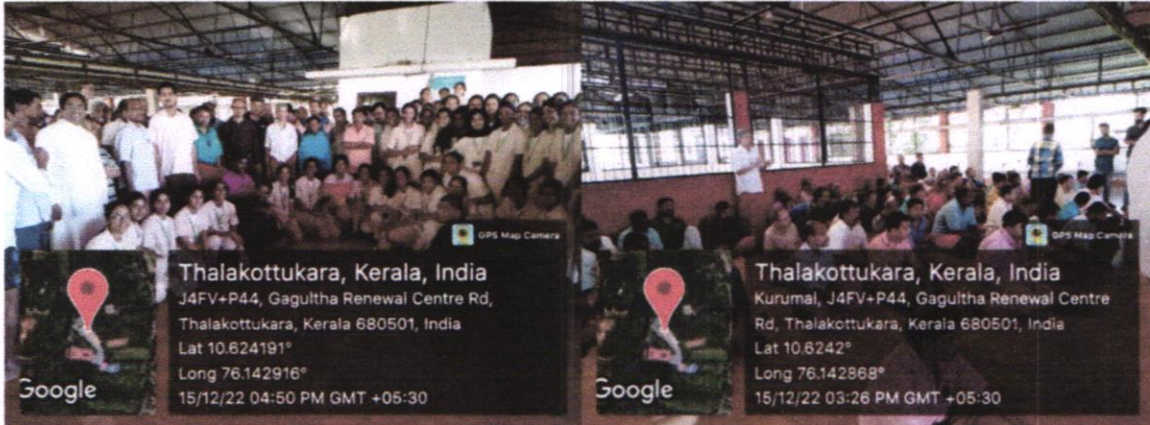 GPS Map Camera
Thalakottukara, Kerala, India
J4FV+P44, Gagultha Renewal Centre Rd,
Thalakottukara, Kerala 680501, India
Lat 10.624191°
Long 76.142916°
15/12/22 04:50 PM GMT +05:30
Google
GPS Map Camera
Thalakottukara, Kerala, India
Kurumal, J4FV+P44, Gagultha Renewal Centre
Rd, Thalakottukara, Kerala 680501, India
Lat 10.6242°
Long 76.142868°
15/12/22 03:26 PM GMT +05:30
Google